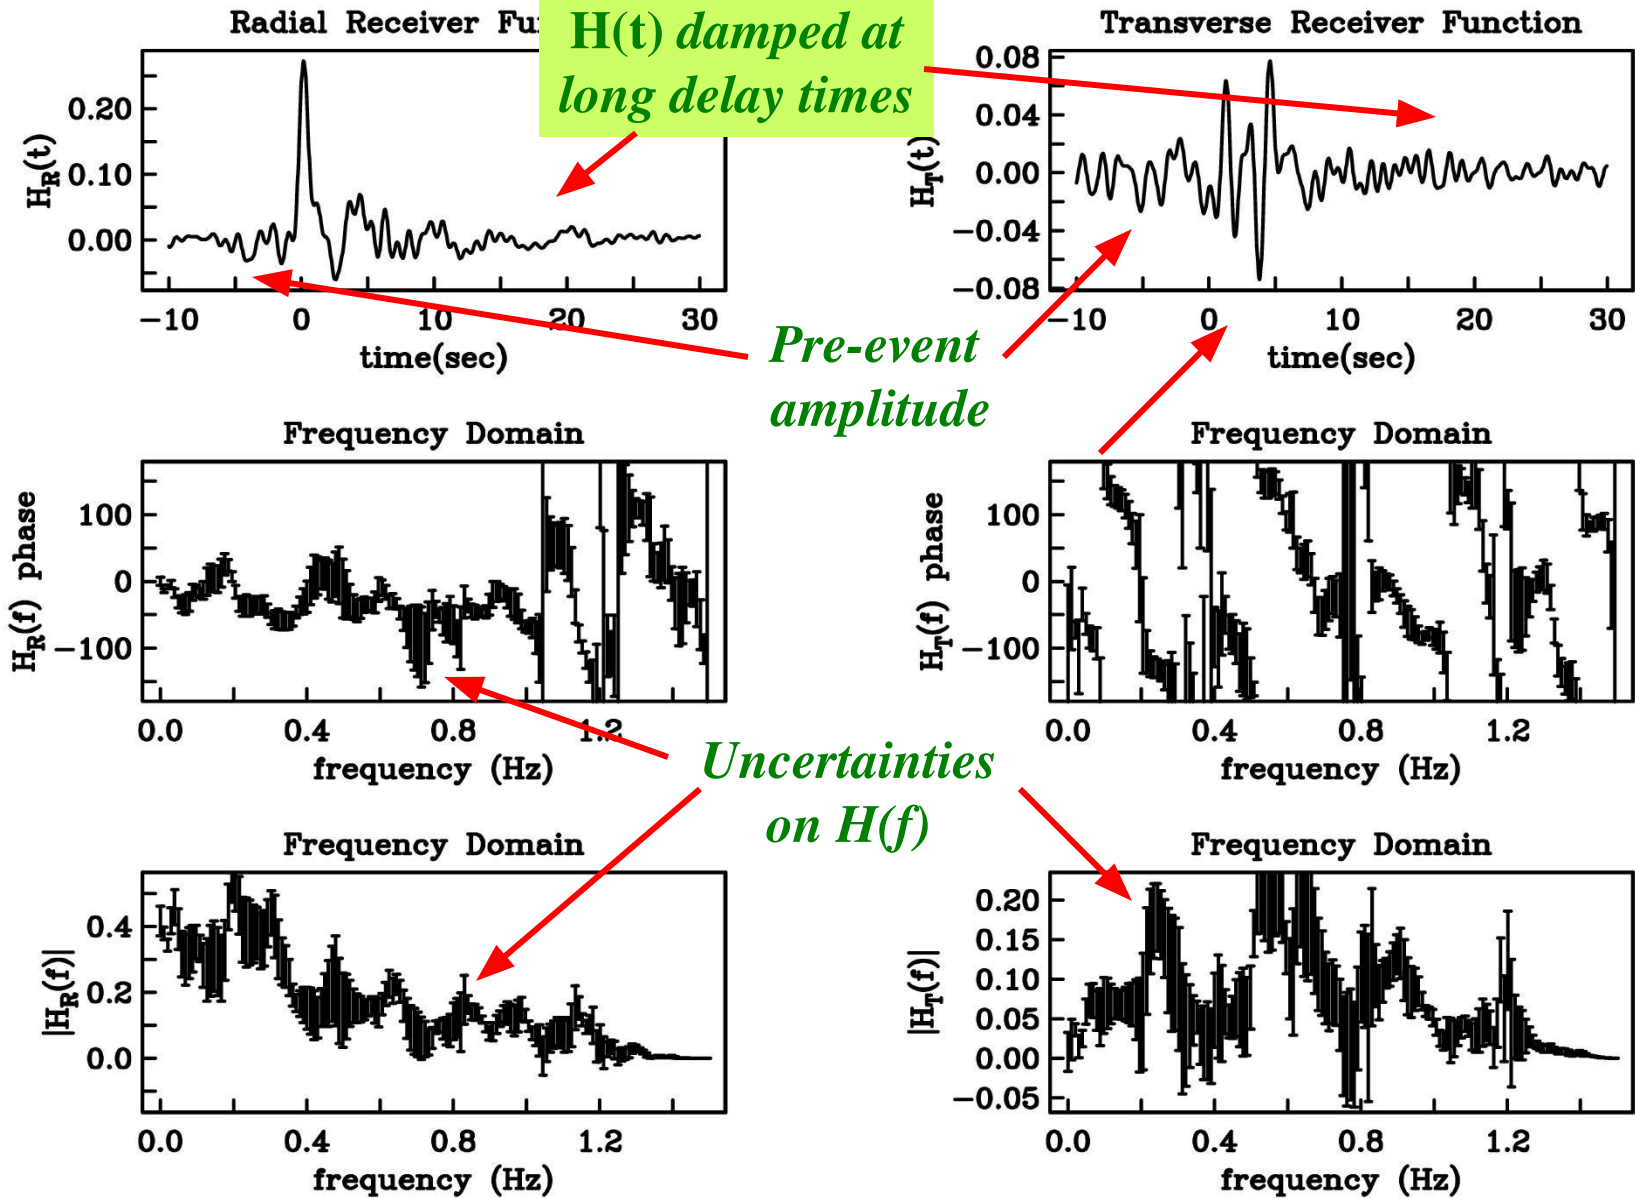 Radial Receiver Fu
H(t) damped at
long delay times
Transverse Receiver Function
H_R(t)
0.20
0.10
0.00
-10 0 10 20 30
time(sec)
H_T(t)
0.08
0.04
0.00
-0.04
-0.08
-10 0 10 20 30
time(sec)
Pre-event
amplitude
Frequency Domain
H_R(f) phase
100
0
-100
0.0 0.4 0.8 1.2
frequency (Hz)
Frequency Domain
H_T(f) phase
100
0
-100
0.0 0.4 0.8 1.2
frequency (Hz)
Uncertainties
on H(f)
Frequency Domain
|H_R(f)|
0.4
0.2
0.0
0.0 0.4 0.8 1.2
frequency (Hz)
Frequency Domain
|H_T(f)|
0.20
0.15
0.10
0.05
0.00
-0.05
0.0 0.4 0.8 1.2
frequency (Hz)